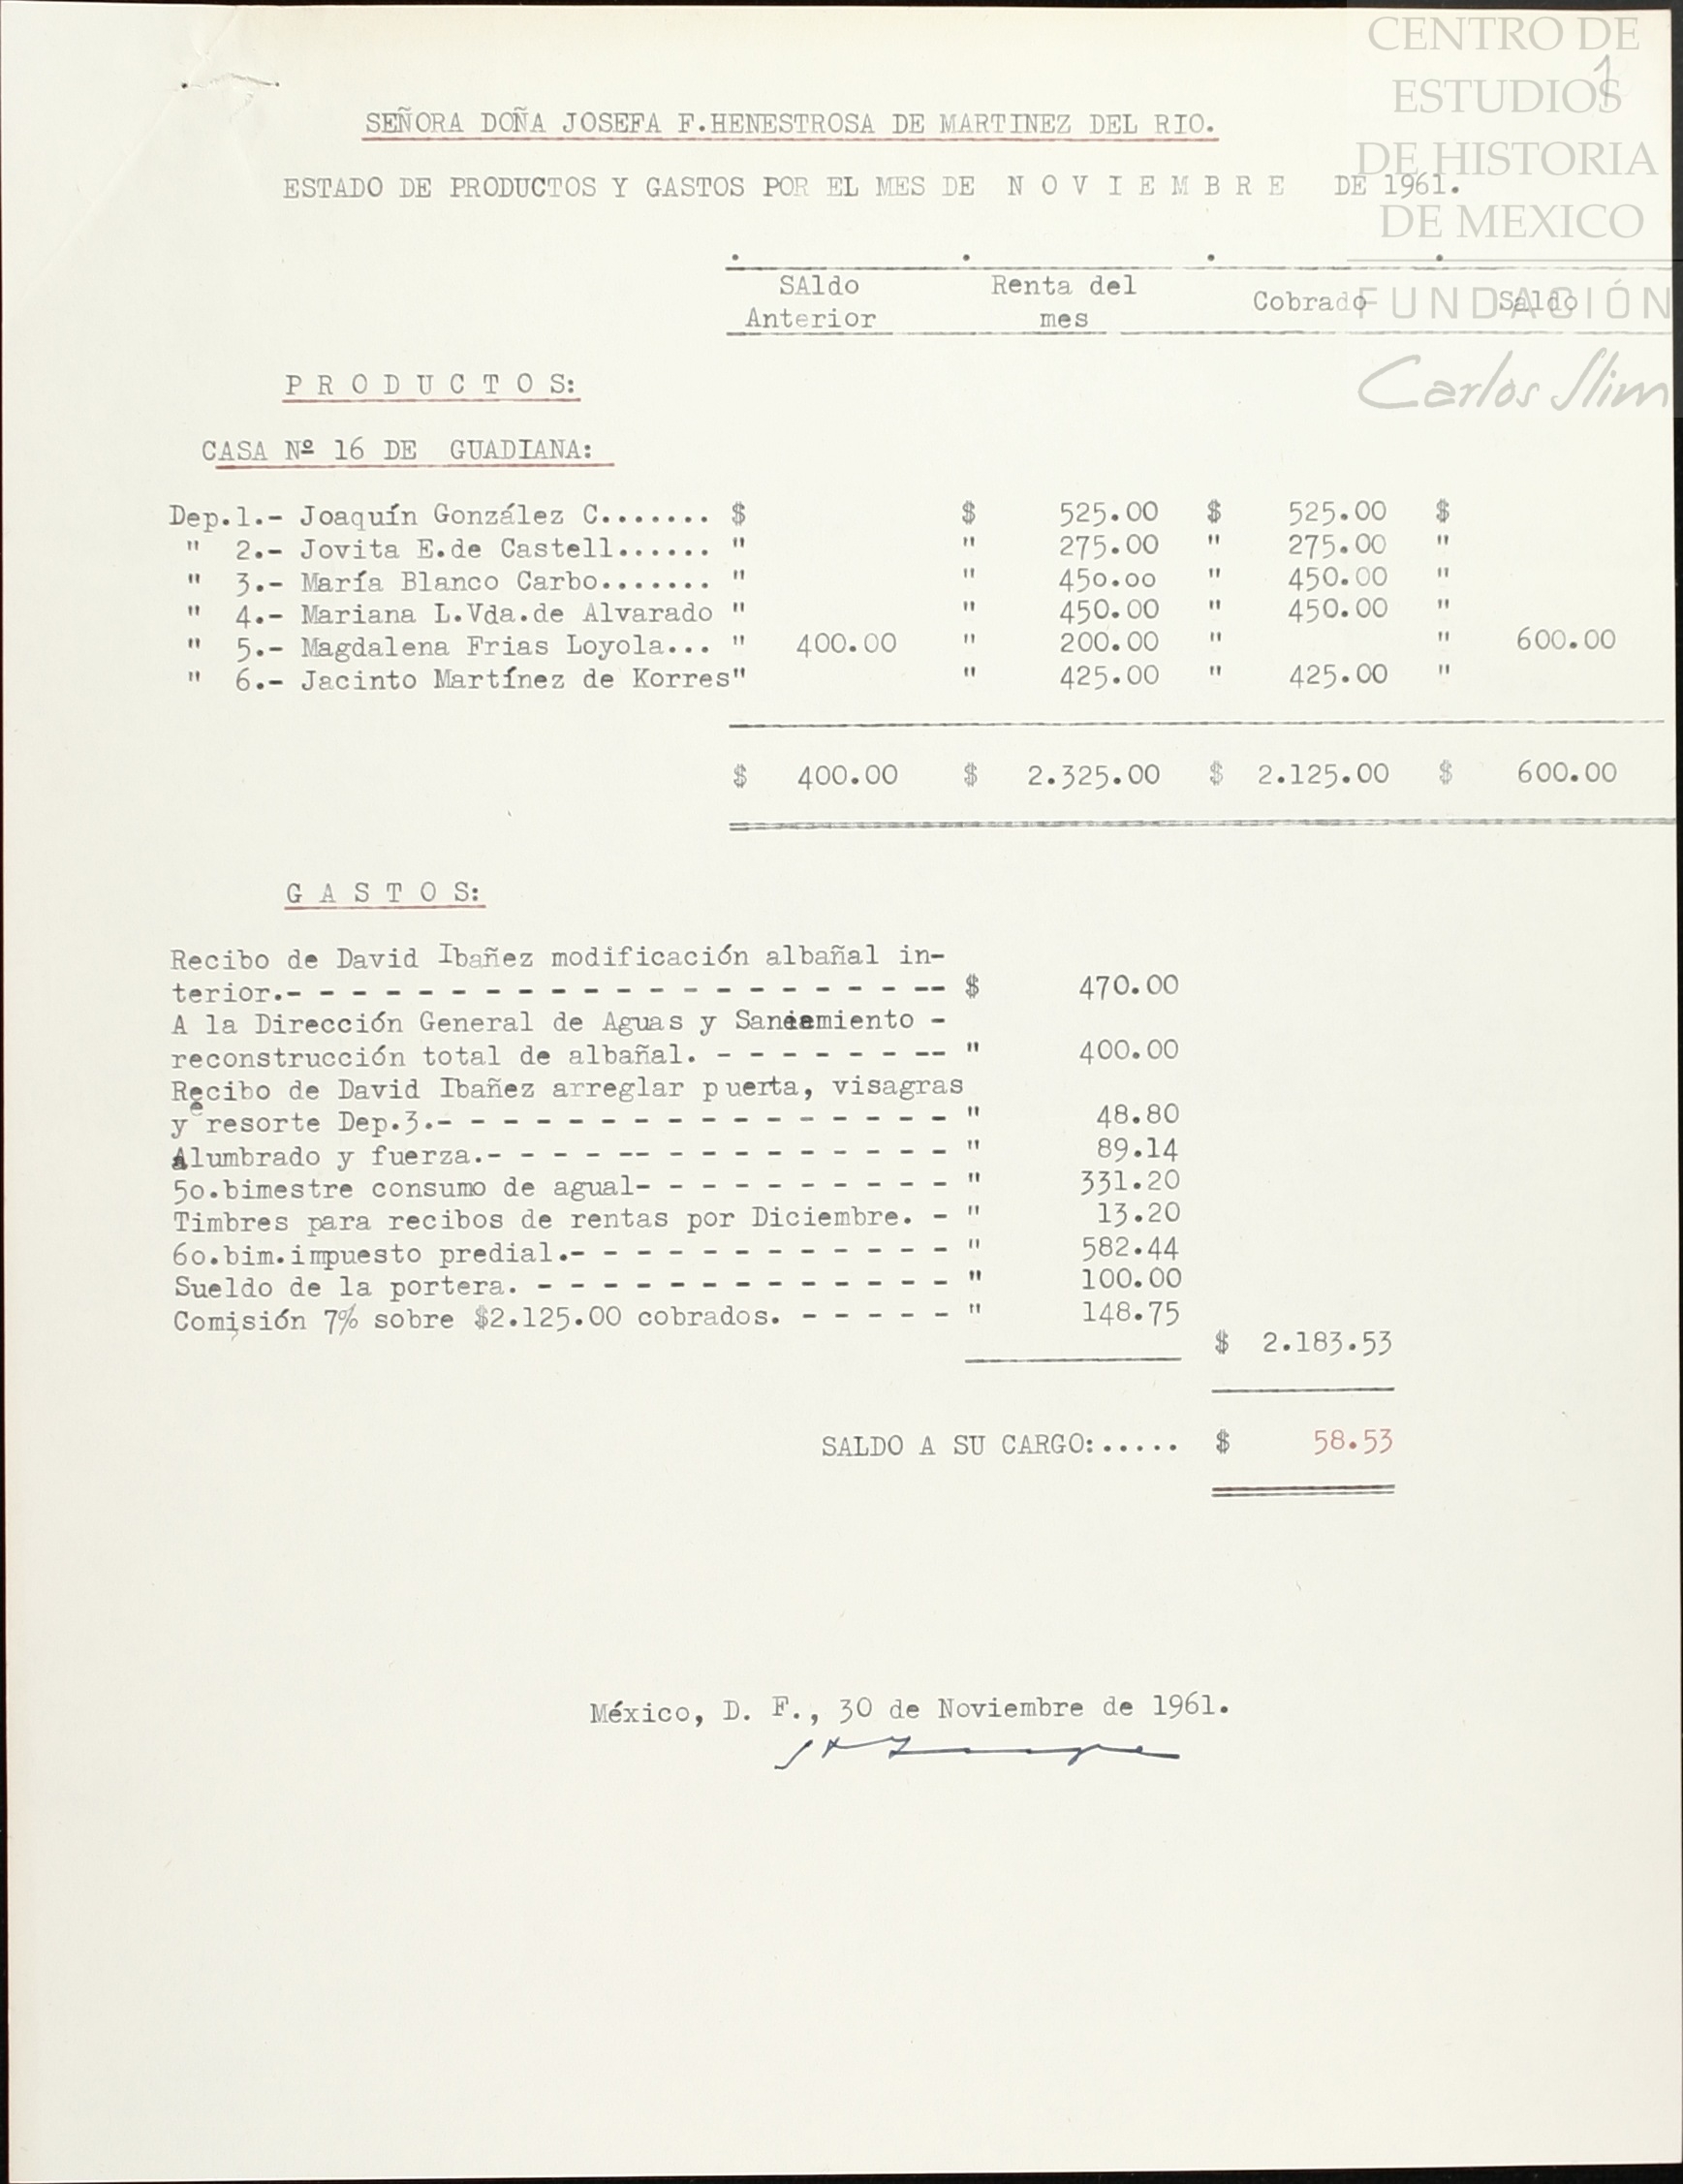 CENTRO DE
ESTUDIOS
DE HISTORIA
DE MEXICO
FUNDACIÓN
Carlos Slim
1
SEÑORA DOÑA JOSEFA F.HENESTROSA DE MARTINEZ DEL RIO.
ESTADO DE PRODUCTOS Y GASTOS POR EL MES DE N O V I E M B R E DE 1961.
SAldo Renta del
Anterior mes Cobrado Saldo
P R O D U C T O S:
CASA Nº 16 DE GUADIANA:
Dep.1.- Joaquín González C....... $ $ 525.00 $ 525.00 $
" 2.- Jovita E.de Castell...... " " 275.00 " 275.00 "
" 3.- María Blanco Carbo....... " " 450.oo " 450.00 "
" 4.- Mariana L.Vda.de Alvarado " " 450.00 " 450.00 "
" 5.- Magdalena Frias Loyola... " 400.00 " 200.00 " " 600.00
" 6.- Jacinto Martínez de Korres" " 425.00 " 425.00 "
$ 400.00 $ 2.325.00 $ 2.125.00 $ 600.00
G A S T O S:
Recibo de David Ibañez modificación albañal in-
terior.- - - - - - - - - - - - - - - - - - - - -- $ 470.00
A la Dirección General de Aguas y Saneamiento -
reconstrucción total de albañal. - - - - - - - -- " 400.00
Recibo de David Ibañez arreglar puerta, visagras
y resorte Dep.3.- - - - - - - - - - - - - - - - " 48.80
Alumbrado y fuerza.- - - - -- - - - - - - - - - " 89.14
5o.bimestre consumo de agual- - - - - - - - - - " 331.20
Timbres para recibos de rentas por Diciembre. - " 13.20
6o.bim.impuesto predial.- - - - - - - - - - - - " 582.44
Sueldo de la portera. - - - - - - - - - - - - - " 100.00
Comisión 7% sobre $2.125.00 cobrados. - - - - - " 148.75
$ 2.183.53
SALDO A SU CARGO:..... $ 58.53
México, D. F., 30 de Noviembre de 1961.